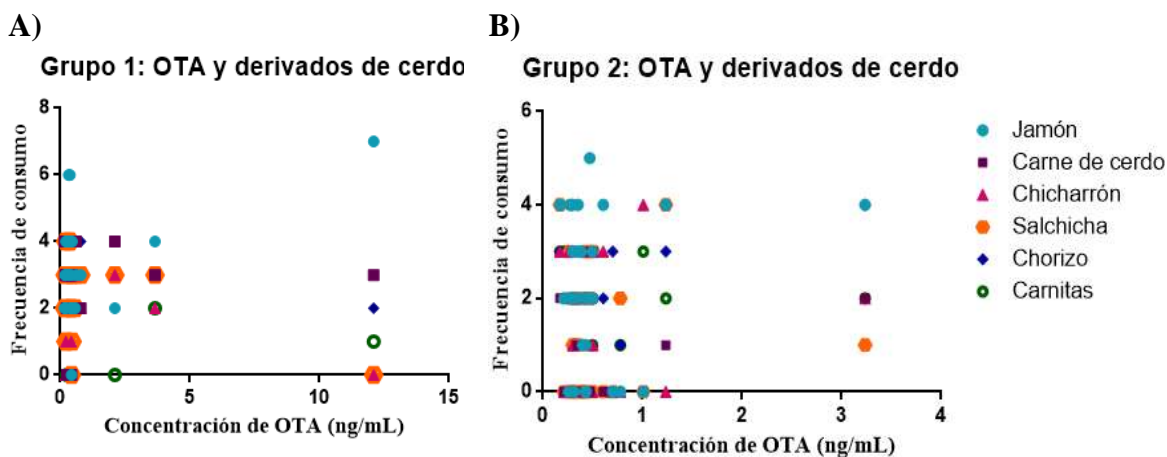 A)
Grupo 1: OTA y derivados de cerdo
Frecuencia de consumo
8
6
4
2
0
0
5
10
15
Concentración de OTA (ng/mL)
B)
Grupo 2: OTA y derivados de cerdo
Frecuencia de consumo
6
4
2
0
0
1
2
3
4
Concentración de OTA (ng/mL)
Jamón
Carne de cerdo
Chicharrón
Salchicha
Chorizo
Carnitas